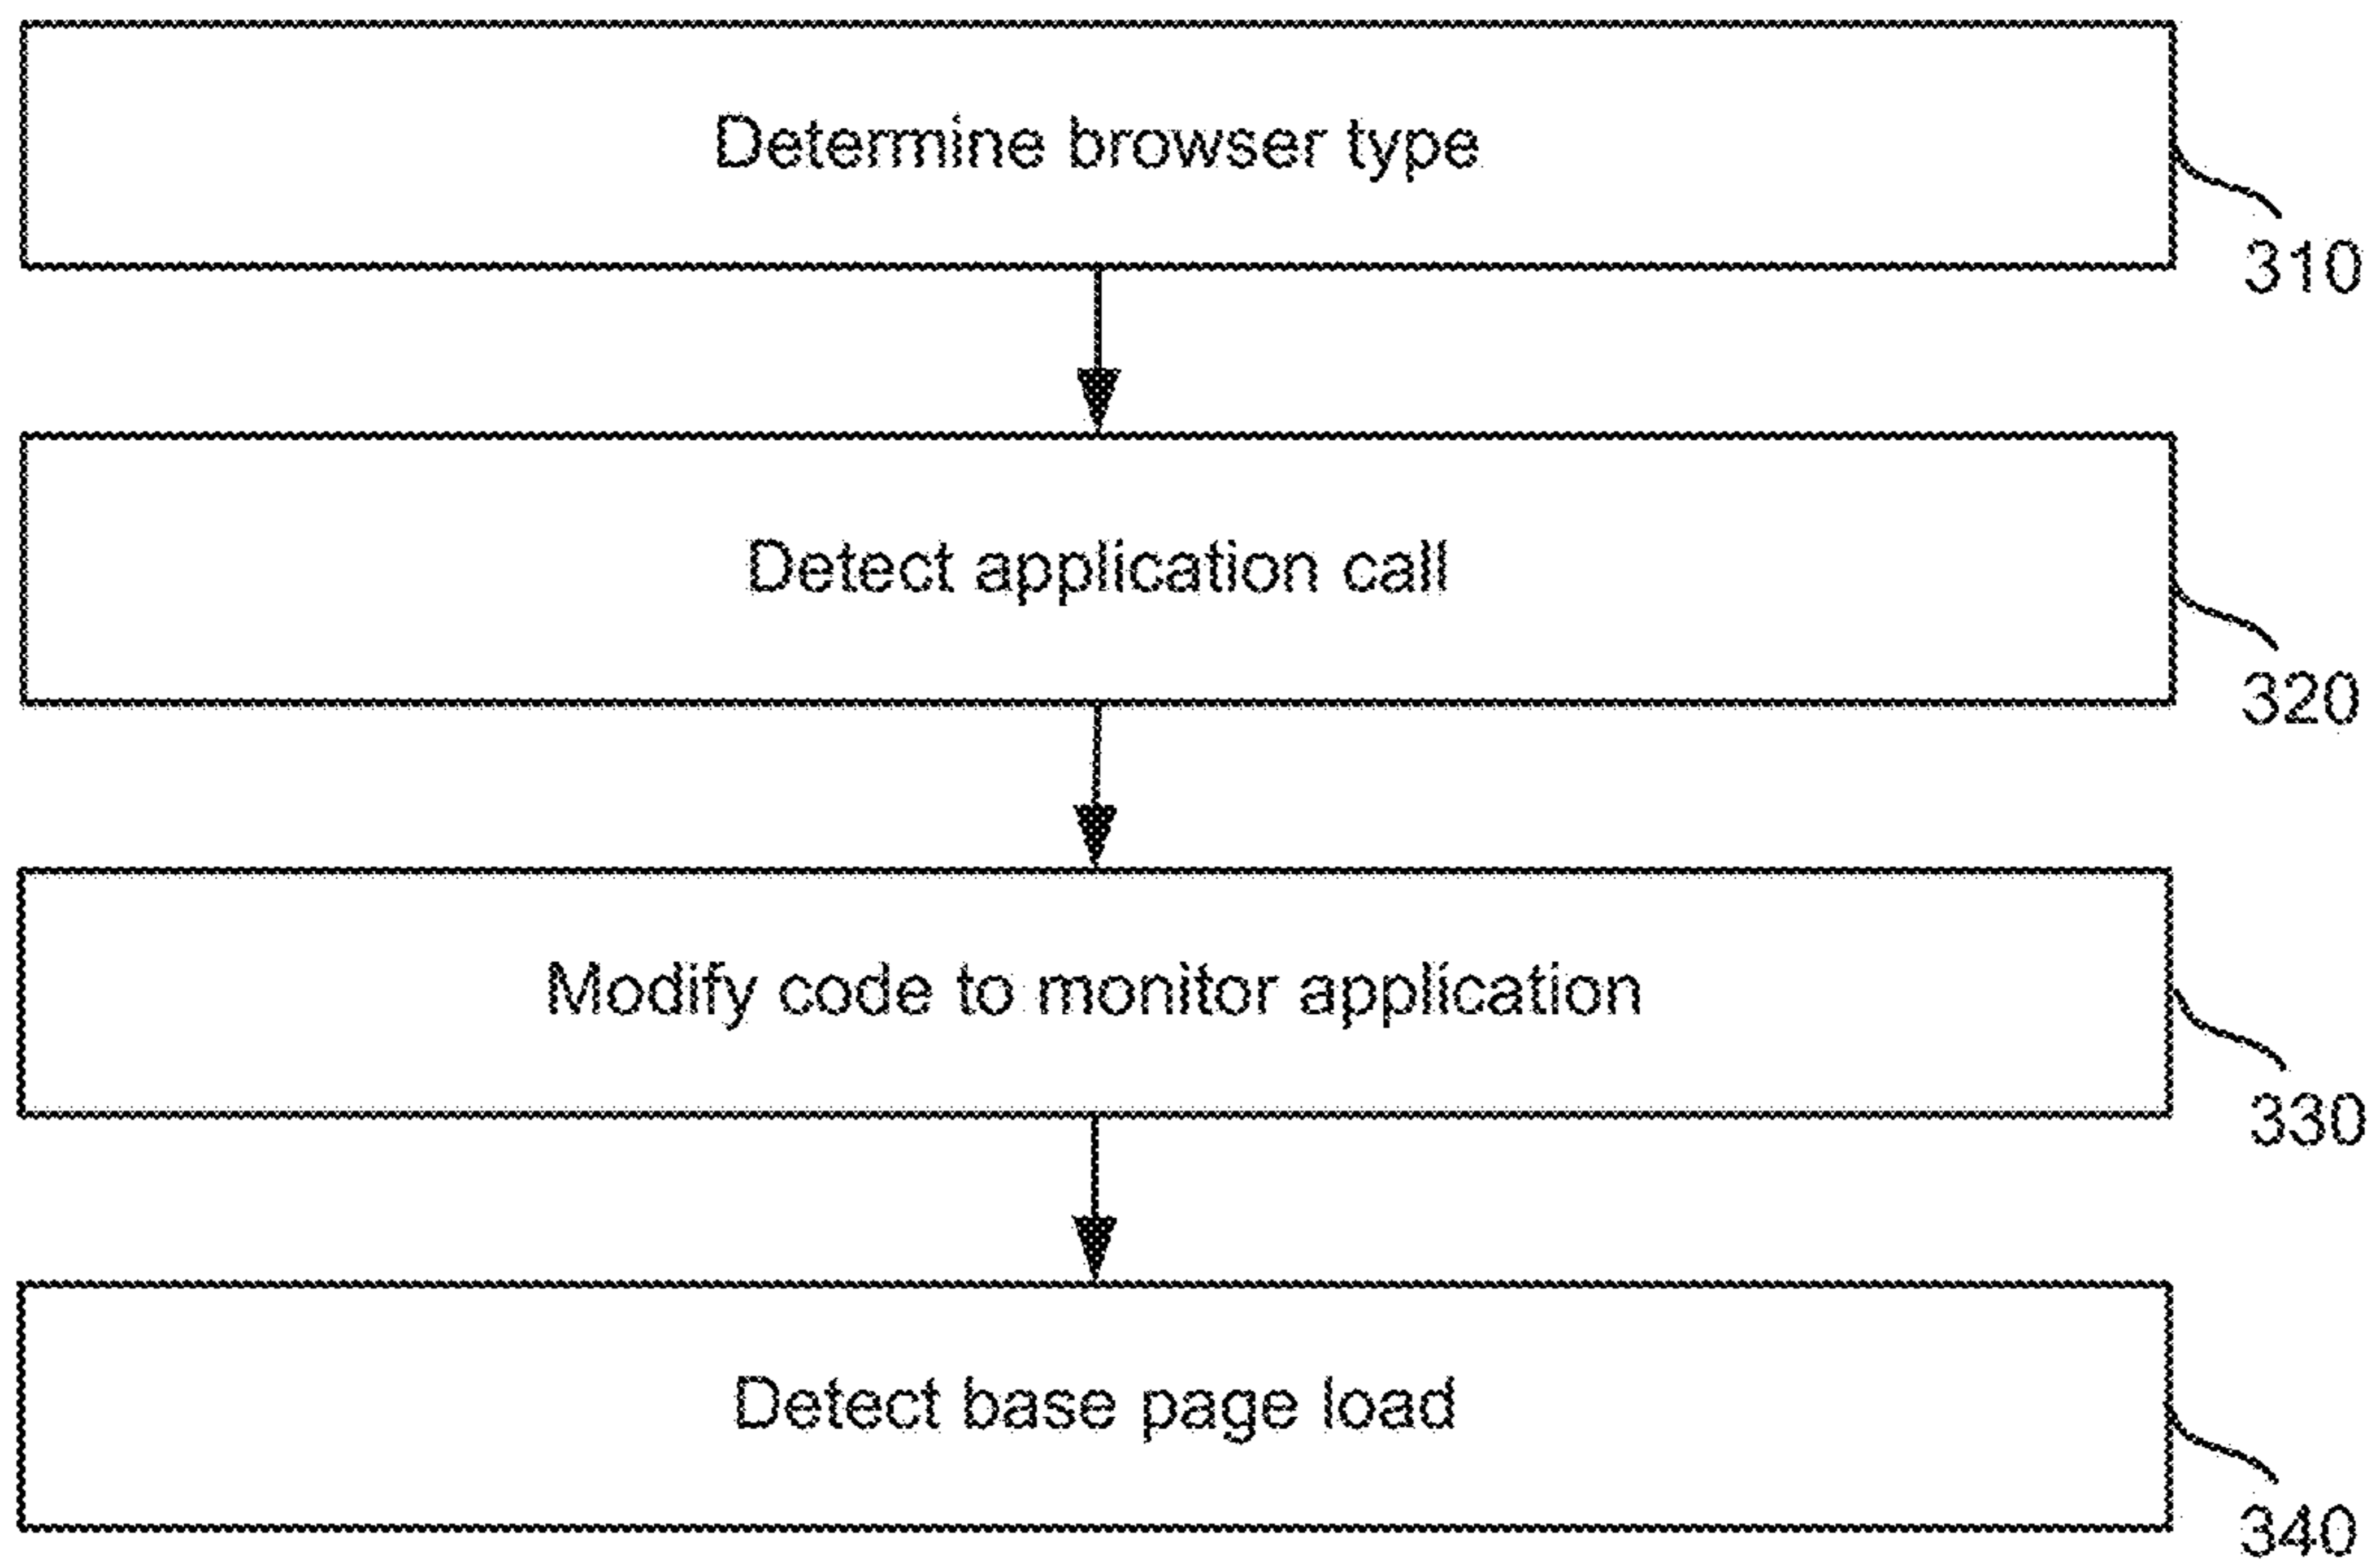 Determine browser type
310
Detect application call
320
Modify code to monitor application
330
Detect base page load
340